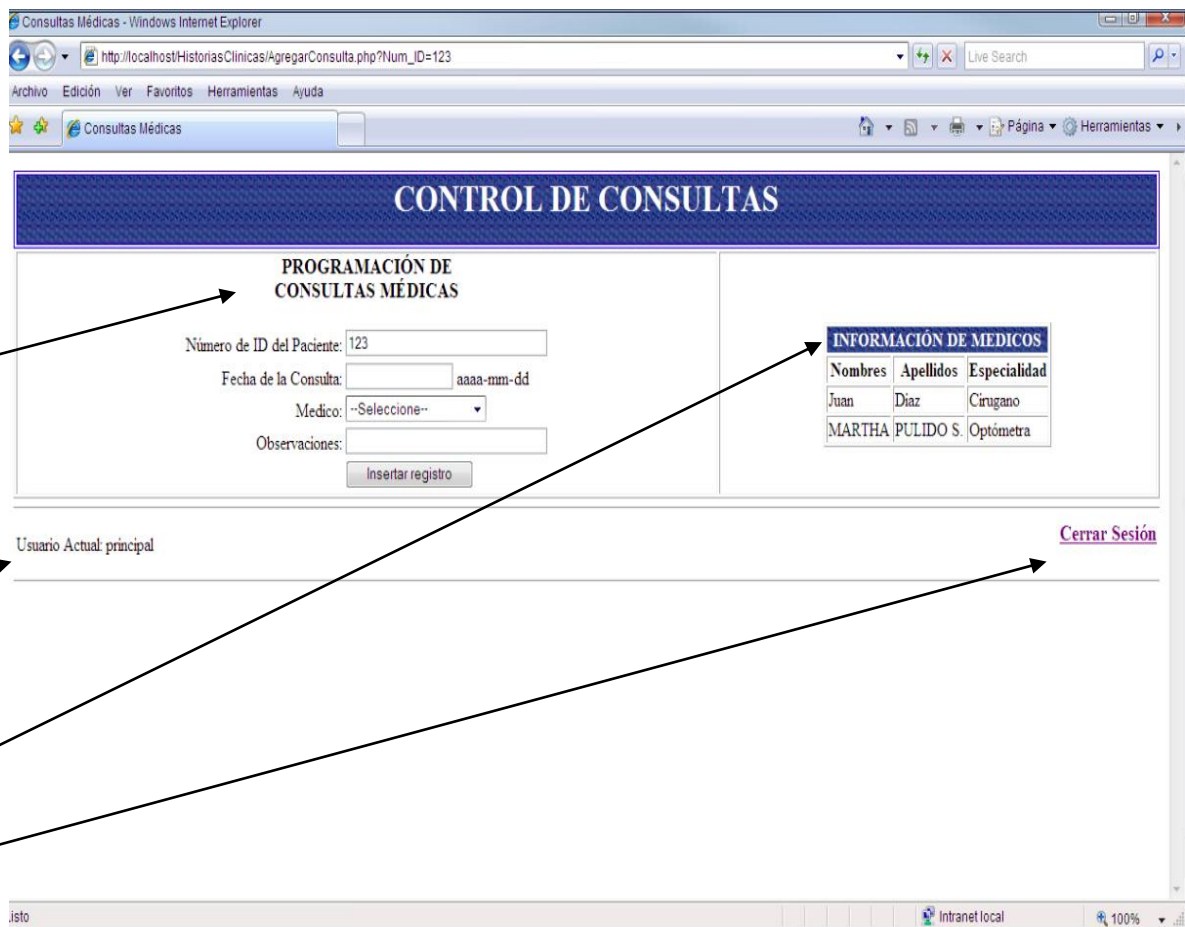 Consultas Médicas - Windows Internet Explorer
http://localhost/HistoriasClinicas/AgregarConsulta.php?Num_ID=123
Live Search
Archivo Edición Ver Favoritos Herramientas Ayuda
Consultas Médicas
Página
Herramientas
CONTROL DE CONSULTAS
PROGRAMACIÓN DE
CONSULTAS MÉDICAS
Número de ID del Paciente: 123
Fecha de la Consulta: aaaa-mm-dd
Medico: --Seleccione--
Observaciones:
Insertar registro
INFORMACIÓN DE MEDICOS
Nombres Apellidos Especialidad
Juan Diaz Cirugano
MARTHA PULIDO S. Optómetra
Usuario Actual: principal
Cerrar Sesión
isto
Intranet local
100%